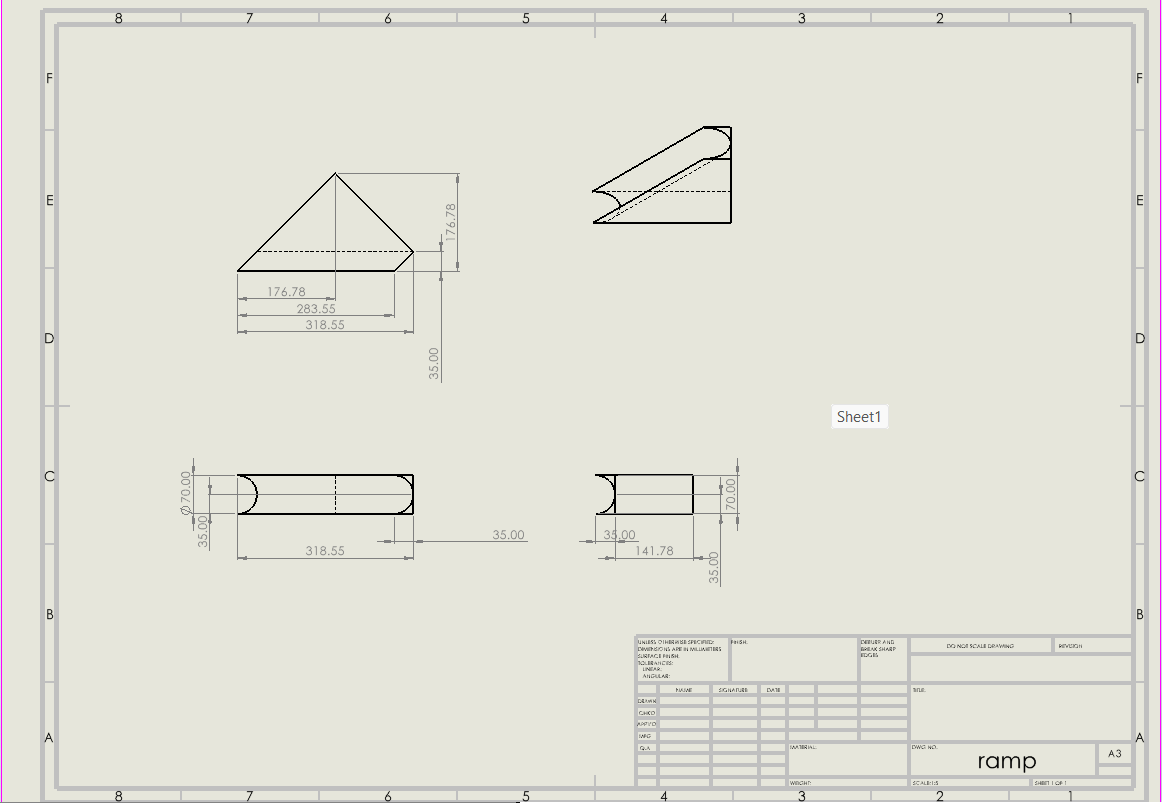 8 7 6 5 4 3 2 1
F F
E E
176.78
176.78
283.55
318.55
D D
35.00
Sheet1
C C
Ø 70.00
35.00
318.55
35.00
70.00
35.00
141.78
35.00
B B
UNLESS OTHERWISE SPECIFIED:
DIMENSIONS ARE IN MILLIMETERS
SURFACE FINISH:
TOLERANCES:
LINEAR:
ANGULAR:
FINISH:
DEBURR AND
BREAK SHARP
EDGES
DO NOT SCALE DRAWING
REVISION
NAME SIGNATURE DATE
TITLE:
DRAWN
CHK'D
APPV'D
MFG
Q.A
A A
MATERIAL:
DWG NO.
ramp
A3
WEIGHT:
SCALE:1:5
SHEET 1 OF 1
8 7 6 5 4 3 2 1